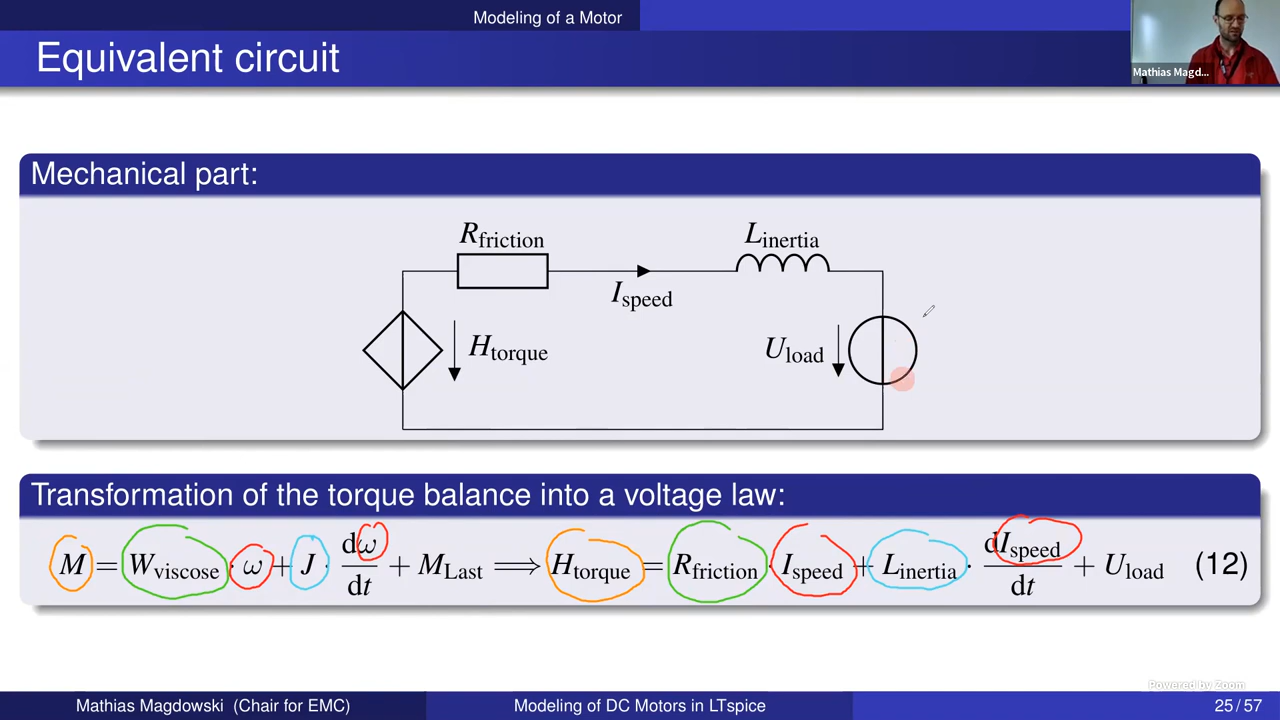 Modeling of a Motor
Equivalent circuit
Mathias Magd...
Mechanical part:
R_friction
L_inertia
I_speed
H_torque
U_load
Transformation of the torque balance into a voltage law:
M = W_viscose · ω + J · dω/dt + M_Last ⟹ H_torque = R_friction · I_speed + L_inertia · dI_speed/dt + U_load (12)
Powered by Zoom
Mathias Magdowski (Chair for EMC) Modeling of DC Motors in LTspice 25 / 57